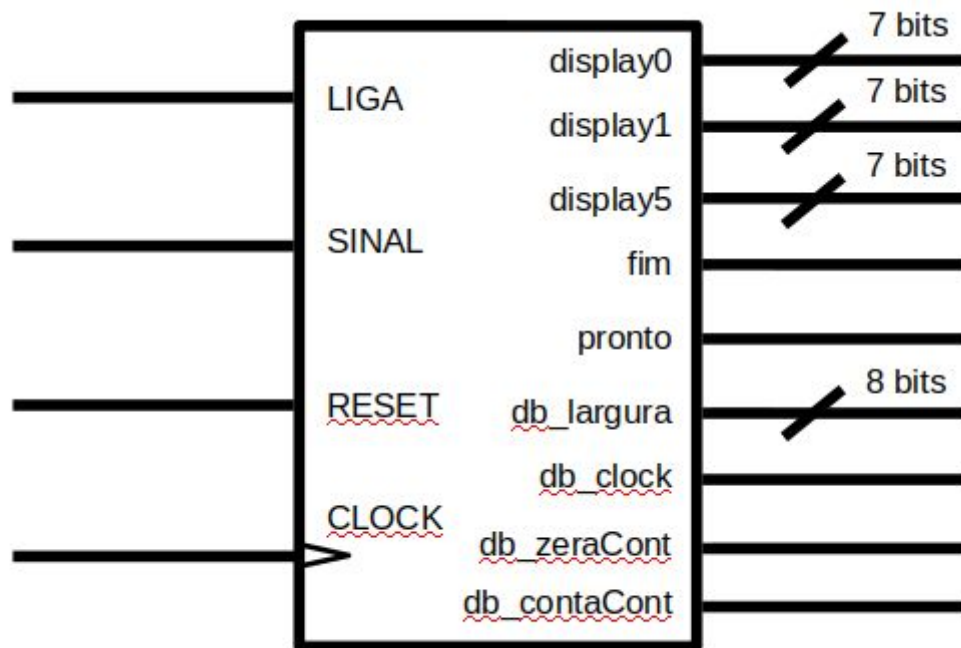 7 bits
display0
LIGA
7 bits
display1
7 bits
display5
SINAL
fim
pronto
8 bits
RESET
db_largura
db_clock
CLOCK
db_zeraCont
db_contaCont